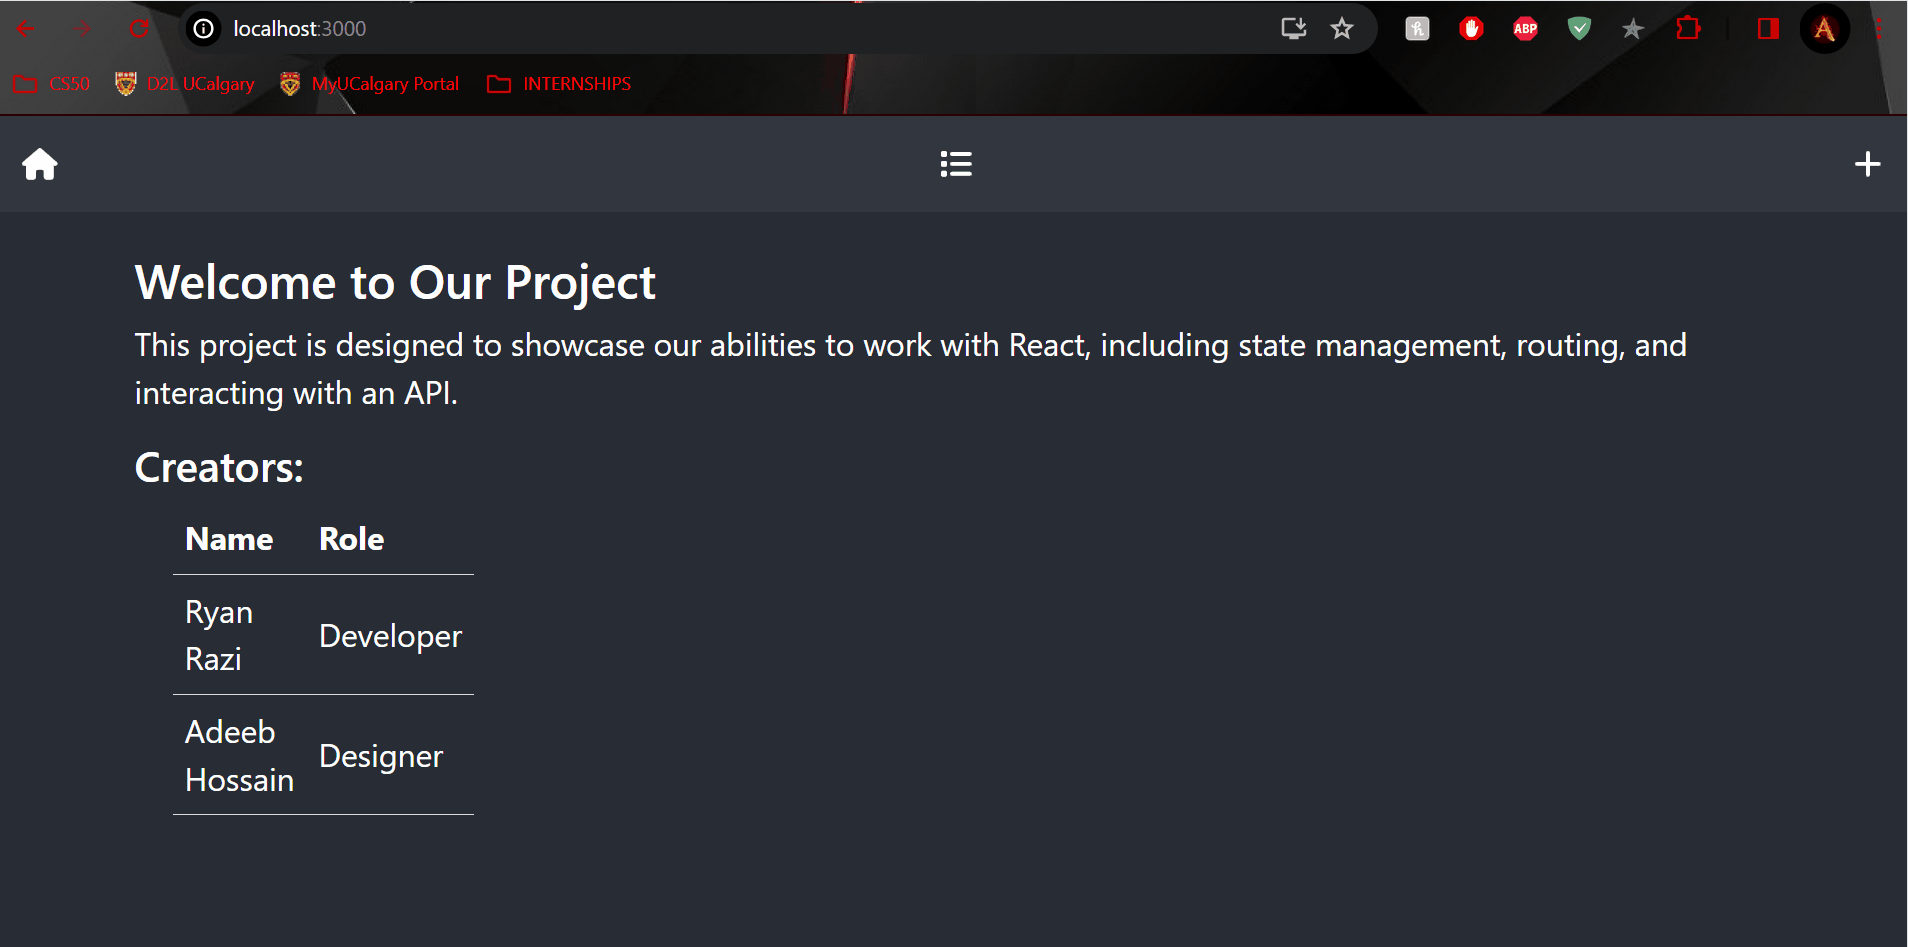 localhost:3000
ABP
CS50 D2L UCalgary MyUCalgary Portal INTERNSHIPS
Welcome to Our Project
This project is designed to showcase our abilities to work with React, including state management, routing, and
interacting with an API.
Creators:
Name Role
Ryan
Razi
Developer
Adeeb
Hossain
Designer